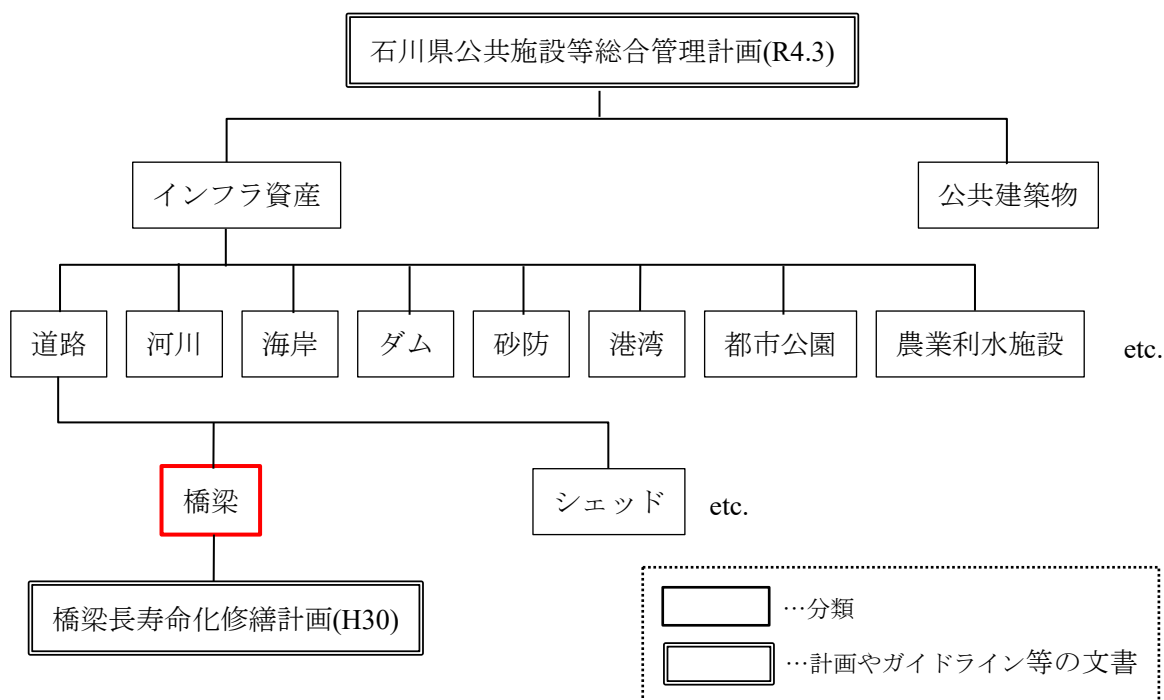 石川県公共施設等総合管理計画(R4.3)
インフラ資産
公共建築物
道路
河川
海岸
ダム
砂防
港湾
都市公園
農業利水施設
etc.
橋梁
シェッド
etc.
橋梁長寿命化修繕計画(H30)
…分類
…計画やガイドライン等の文書